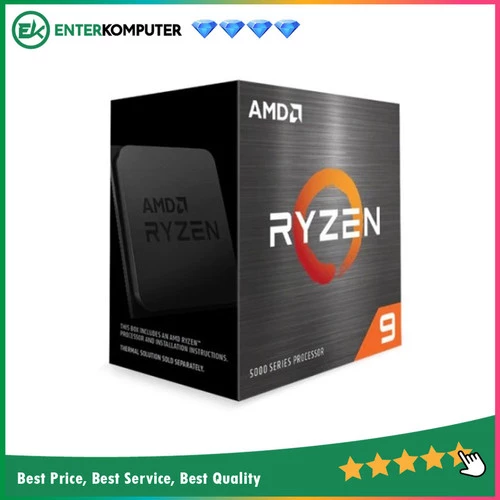 EK ENTERKOMPUTER
AMD
RYZEN
AMD
RYZEN
THIS BOX INCLUDES AN AMD RYZEN™
PROCESSOR AND INSTALLATION INSTRUCTIONS.
THERMAL SOLUTION SOLD SEPARATELY.
9
5000 SERIES PROCESSOR
Best Price, Best Service, Best Quality